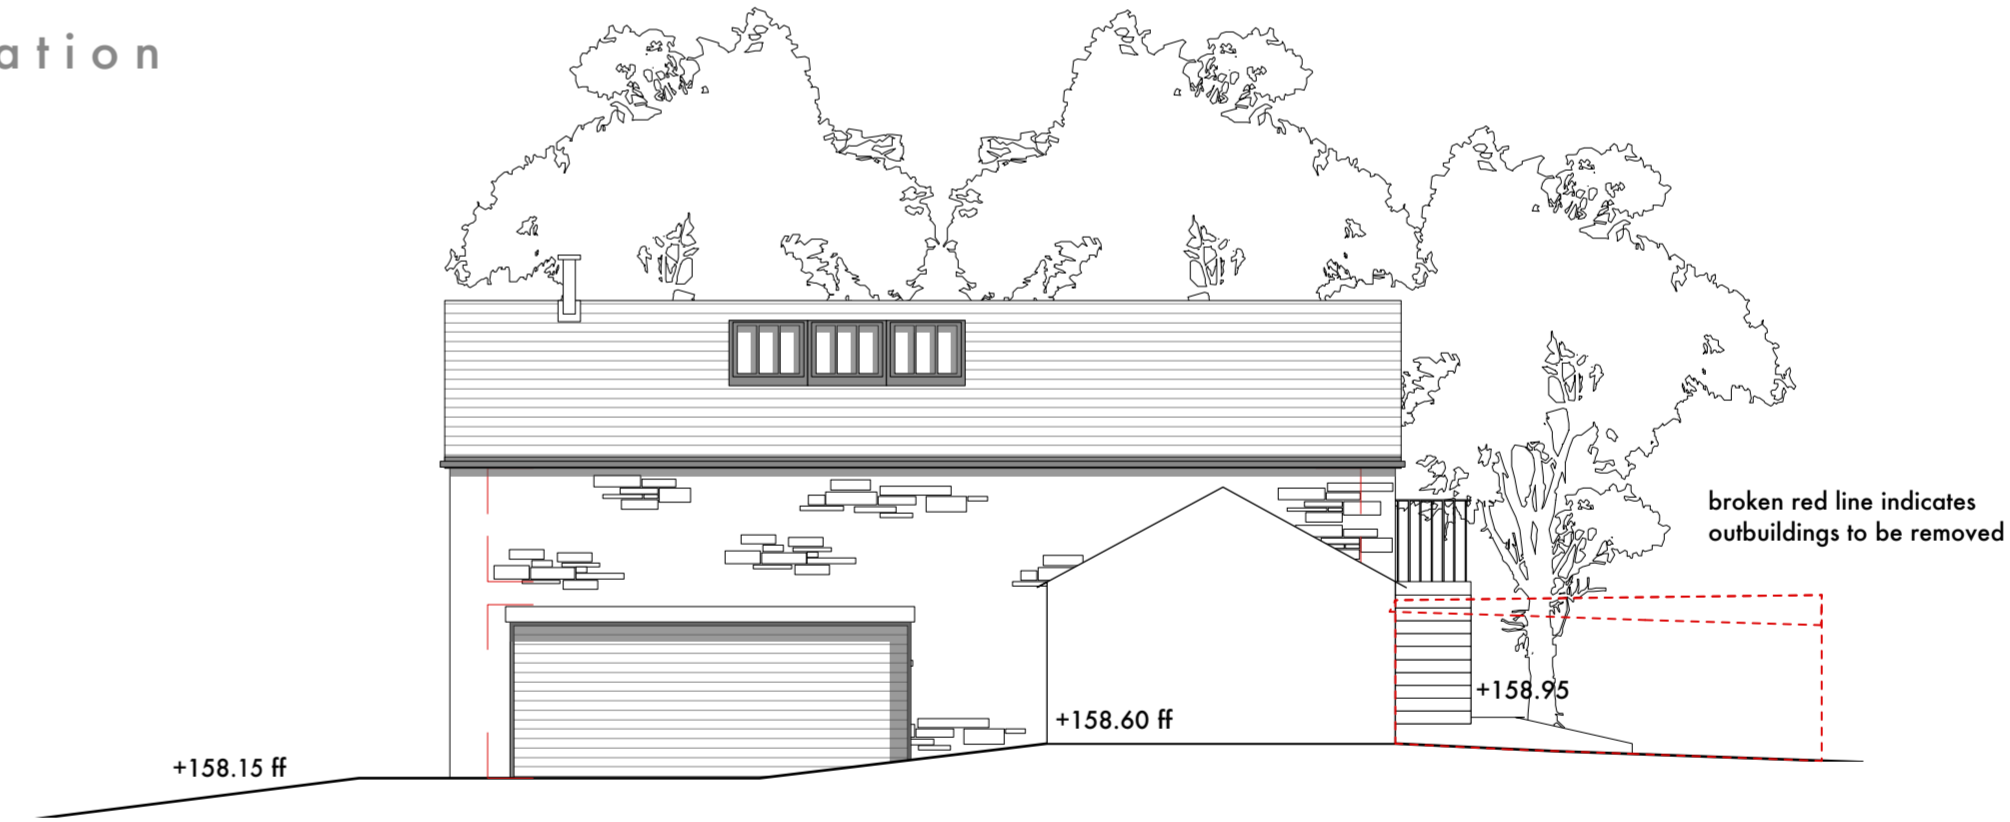 ation
broken red line indicates
outbuildings to be removed
+158.95
+158.60 ff
+158.15 ff